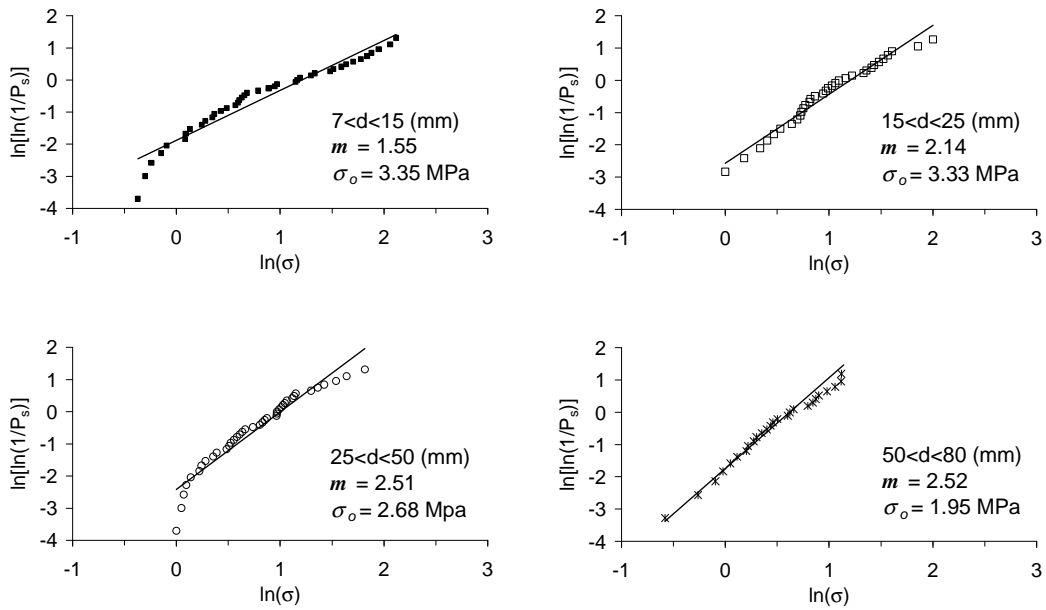 2
1
0
-1
-2
-3
-4
-1
0
1
2
3
ln(σ)
ln[ln(1/Pₛ)]
7<d<15 (mm)
m = 1.55
σₒ = 3.35 MPa
2
1
0
-1
-2
-3
-4
-1
0
1
2
3
ln(σ)
ln[ln(1/Pₛ)]
15<d<25 (mm)
m = 2.14
σₒ = 3.33 MPa
2
1
0
-1
-2
-3
-4
-1
0
1
2
3
ln(σ)
ln[ln(1/Pₛ)]
25<d<50 (mm)
m = 2.51
σₒ = 2.68 Mpa
2
1
0
-1
-2
-3
-4
-1
0
1
2
3
ln(σ)
ln[ln(1/Pₛ)]
50<d<80 (mm)
m = 2.52
σₒ = 1.95 MPa